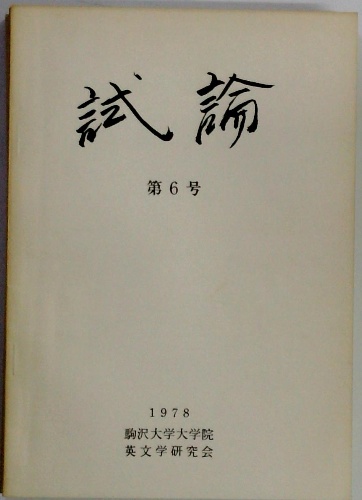 試論
第6号
1978
駒沢大学大学院
英文学研究会